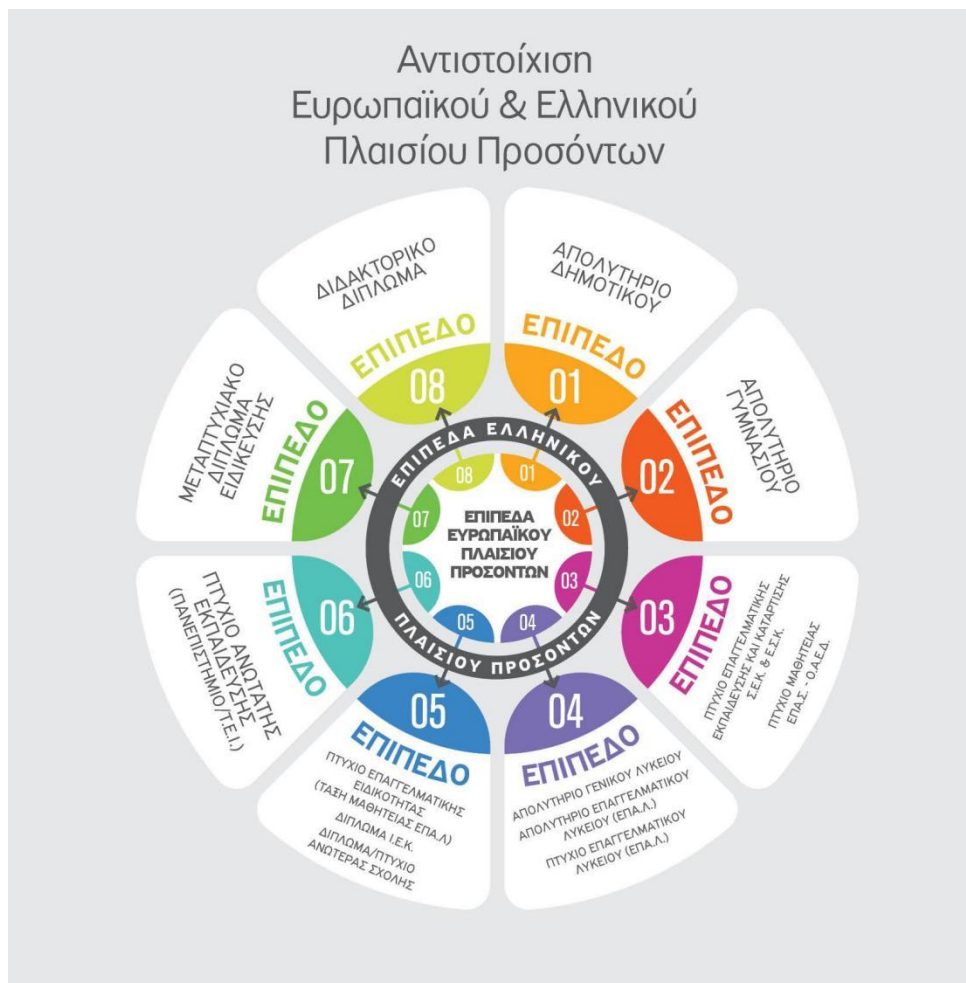 Αντιστοίχιση
Ευρωπαϊκού & Ελληνικού
Πλαισίου Προσόντων
ΑΠΟΛΥΤΗΡΙΟ
ΔΗΜΟΤΙΚΟΥ
ΕΠΙΠΕΔΟ
01
ΑΠΟΛΥΤΗΡΙΟ
ΓΥΜΝΑΣΙΟΥ
ΕΠΙΠΕΔΟ
02
ΕΠΙΠΕΔΟ
03
ΠΤΥΧΙΟ ΕΠΑΓΓΕΛΜΑΤΙΚΗΣ
ΕΚΠΑΙΔΕΥΣΗΣ ΚΑΙ ΚΑΤΑΡΤΙΣΗΣ
Σ.Ε.Κ. & Ε.Σ.Κ.
ΠΤΥΧΙΟ ΜΑΘΗΤΕΙΑΣ
ΕΠΑ.Σ. - Ο.Α.Ε.Δ.
04
ΕΠΙΠΕΔΟ
ΑΠΟΛΥΤΗΡΙΟ ΓΕΝΙΚΟΥ ΛΥΚΕΙΟΥ
ΑΠΟΛΥΤΗΡΙΟ ΕΠΑΓΓΕΛΜΑΤΙΚΟΥ
ΛΥΚΕΙΟΥ (ΕΠΑ.Λ.)
ΠΤΥΧΙΟ ΕΠΑΓΓΕΛΜΑΤΙΚΟΥ
ΛΥΚΕΙΟΥ (ΕΠΑ.Λ.)
05
ΕΠΙΠΕΔΟ
ΠΤΥΧΙΟ ΕΠΑΓΓΕΛΜΑΤΙΚΗΣ
ΕΙΔΙΚΟΤΗΤΑΣ
(ΤΑΞΗ ΜΑΘΗΤΕΙΑΣ ΕΠΑ.Λ)
ΔΙΠΛΩΜΑ Ι.Ε.Κ.
ΔΙΠΛΩΜΑ/ΠΤΥΧΙΟ
ΑΝΩΤΕΡΑΣ ΣΧΟΛΗΣ
06
ΕΠΙΠΕΔΟ
ΠΤΥΧΙΟ ΑΝΩΤΑΤΗΣ
ΕΚΠΑΙΔΕΥΣΗΣ
(ΠΑΝΕΠΙΣΤΗΜΙΟ/Τ.Ε.Ι.)
ΜΕΤΑΠΤΥΧΙΑΚΟ
ΔΙΠΛΩΜΑ
ΕΙΔΙΚΕΥΣΗΣ
ΕΠΙΠΕΔΟ
07
ΔΙΔΑΚΤΟΡΙΚΟ
ΔΙΠΛΩΜΑ
ΕΠΙΠΕΔΟ
08
ΕΠΙΠΕΔΑ ΕΛΛΗΝΙΚΟΥ
ΠΛΑΙΣΙΟΥ ΠΡΟΣΟΝΤΩΝ
01
02
03
04
05
06
07
08
ΕΠΙΠΕΔΑ
ΕΥΡΩΠΑΪΚΟΥ
ΠΛΑΙΣΙΟΥ
ΠΡΟΣΟΝΤΩΝ